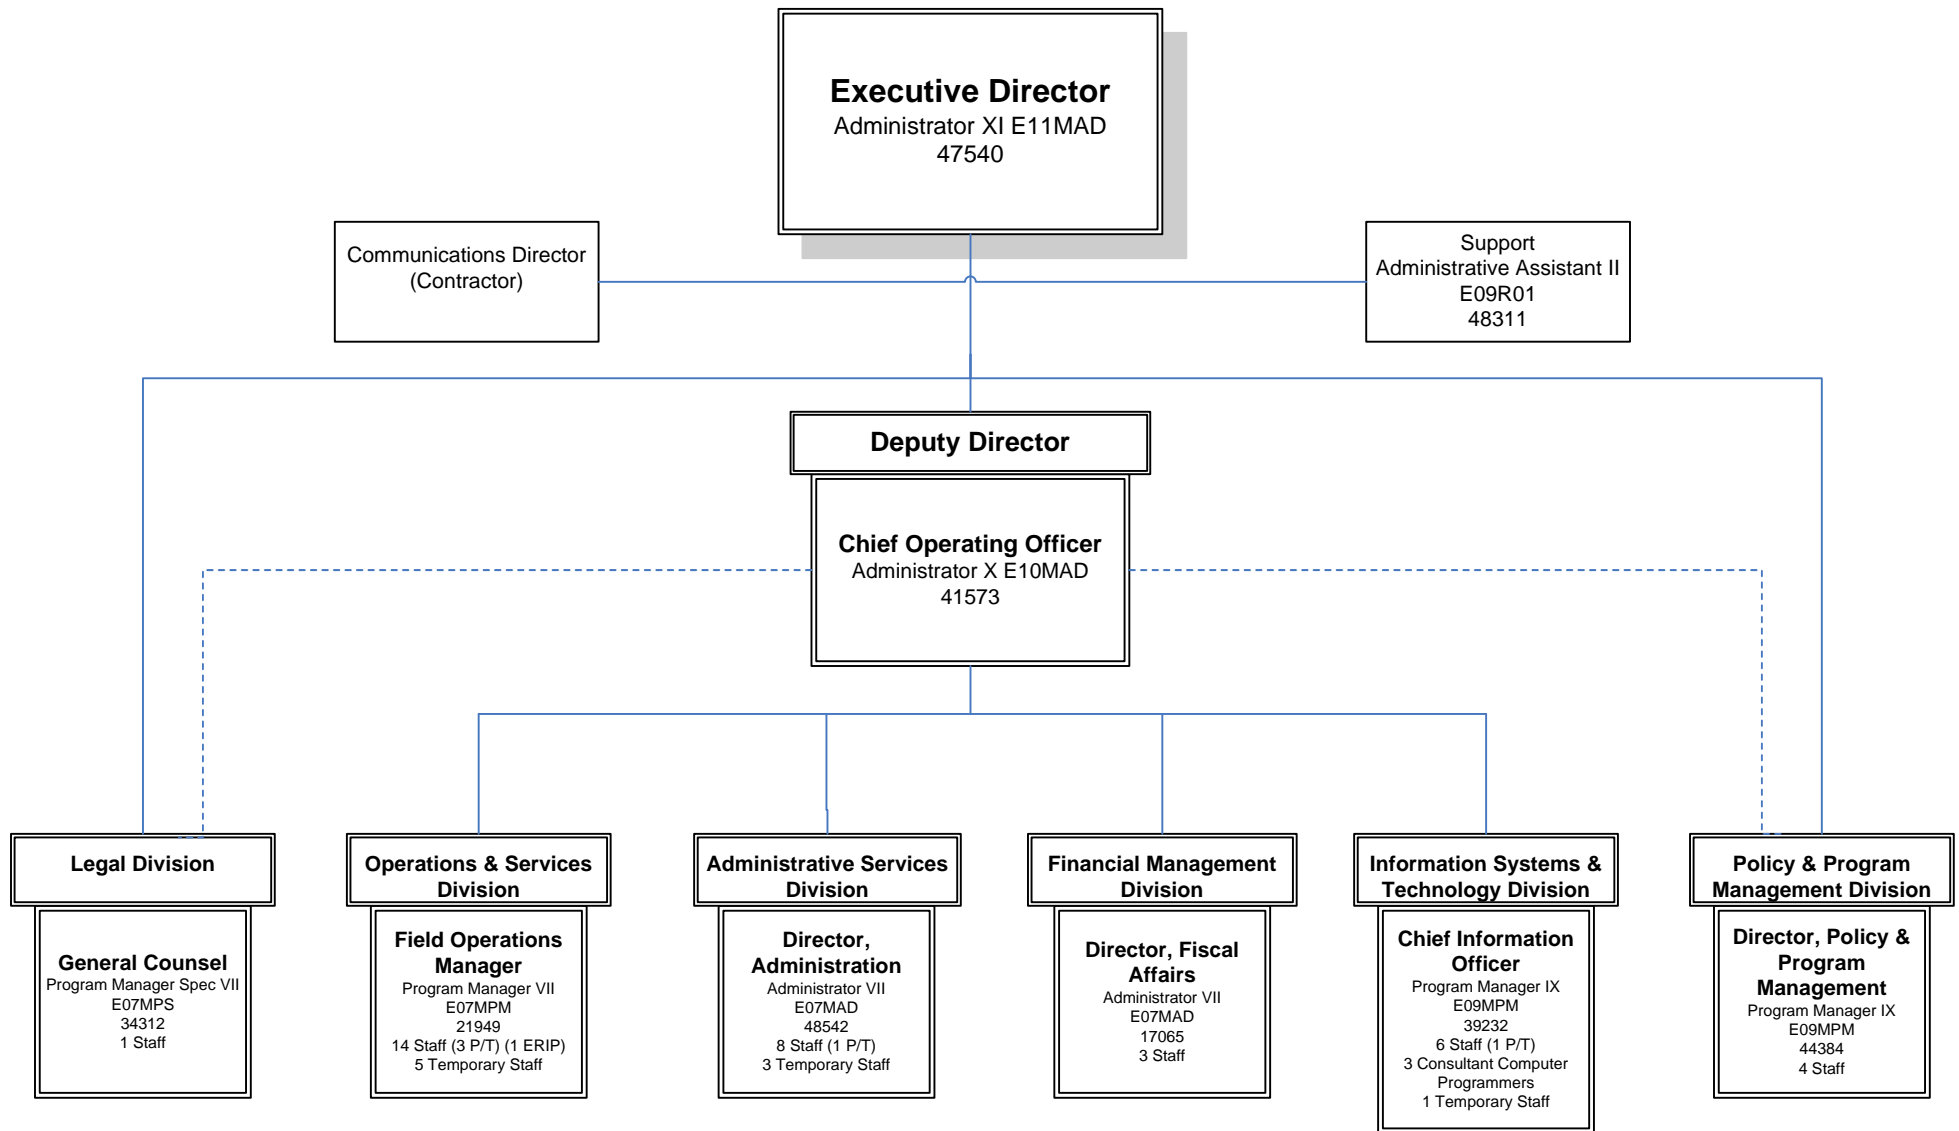 Executive Director
Administrator XI E11MAD
47540
Communications Director
(Contractor)
Support
Administrative Assistant II
E09R01
48311
Deputy Director
Chief Operating Officer
Administrator X E10MAD
41573
Legal Division
General Counsel
Program Manager Spec VII
E07MPS
34312
1 Staff
Operations & Services
Division
Field Operations
Manager
Program Manager VII
E07MPM
21949
14 Staff (3 P/T) (1 ERIP)
5 Temporary Staff
Administrative Services
Division
Director,
Administration
Administrator VII
E07MAD
48542
8 Staff (1 P/T)
3 Temporary Staff
Financial Management
Division
Director, Fiscal
Affairs
Administrator VII
E07MAD
17065
3 Staff
Information Systems &
Technology Division
Chief Information
Officer
Program Manager IX
E09MPM
39232
6 Staff (1 P/T)
3 Consultant Computer
Programmers
1 Temporary Staff
Policy & Program
Management Division
Director, Policy &
Program
Management
Program Manager IX
E09MPM
44384
4 Staff